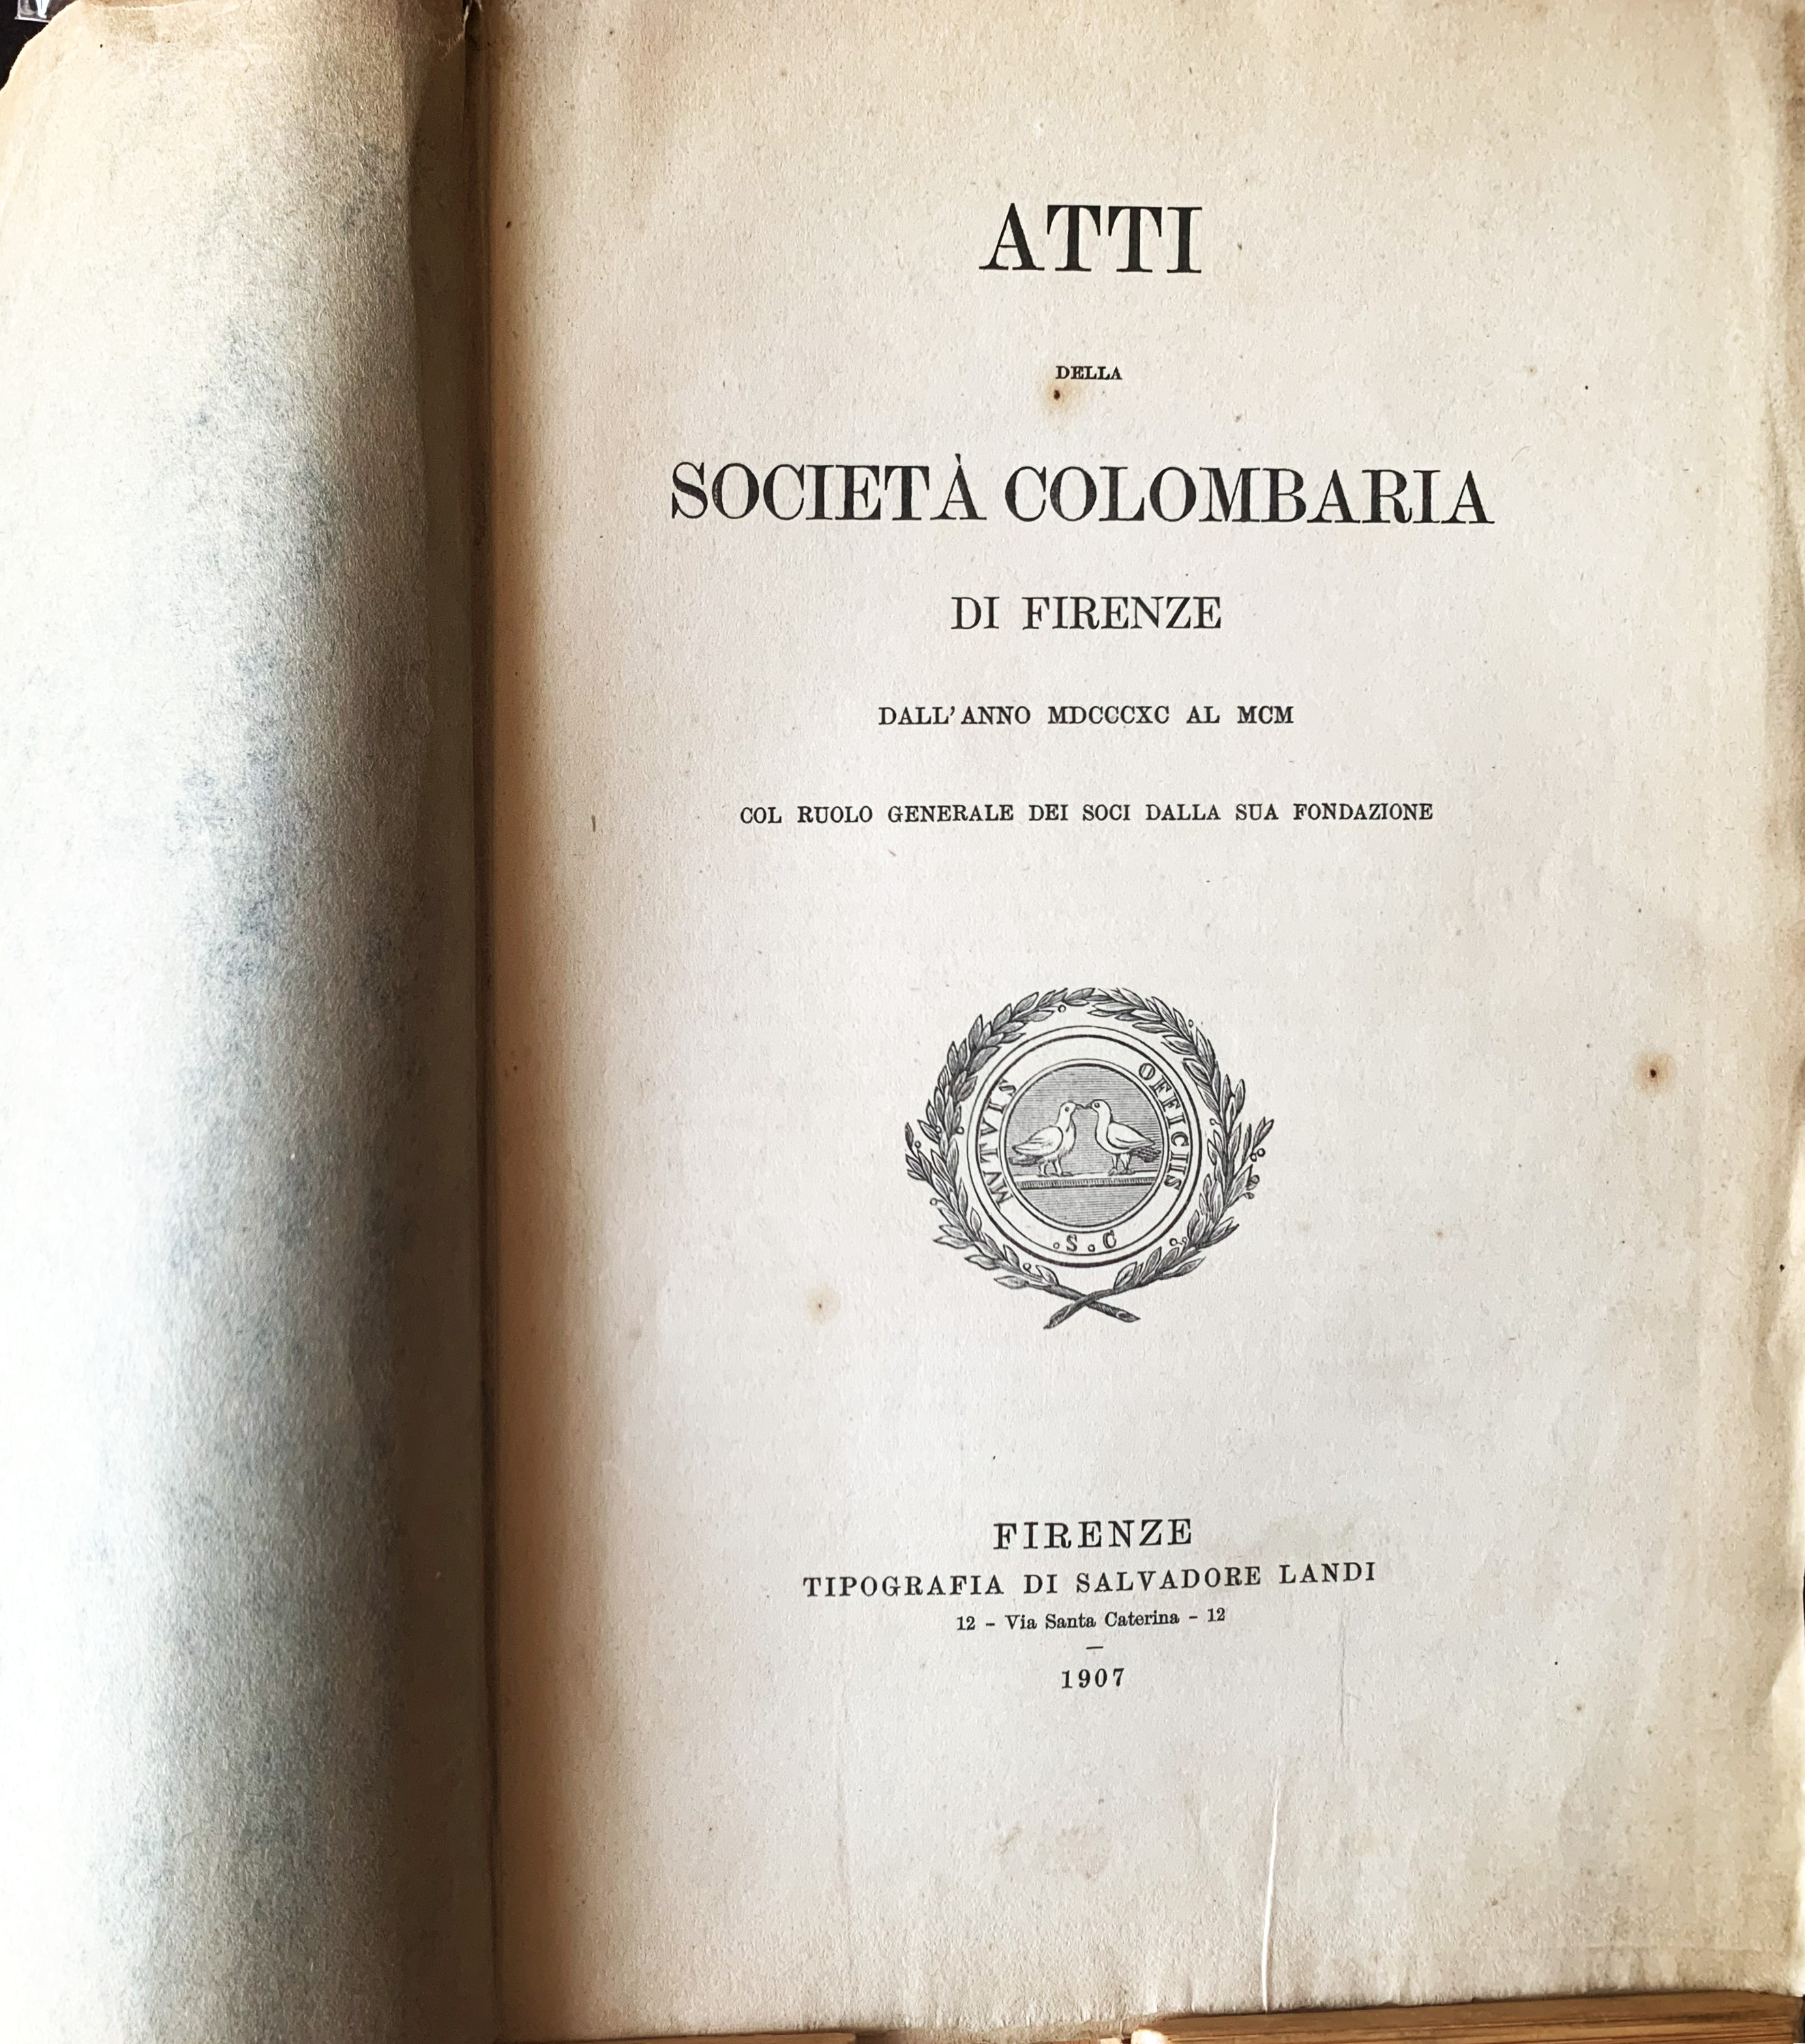 ATTI
DELLA
SOCIETÀ COLOMBARIA
DI FIRENZE
DALL' ANNO MDCCCXC AL MCM
COL RUOLO GENERALE DEI SOCI DALLA SUA FONDAZIONE
MVTVIS OFFICIIS
. S . C
FIRENZE
TIPOGRAFIA DI SALVADORE LANDI
12 – Via Santa Caterina – 12
—
1907